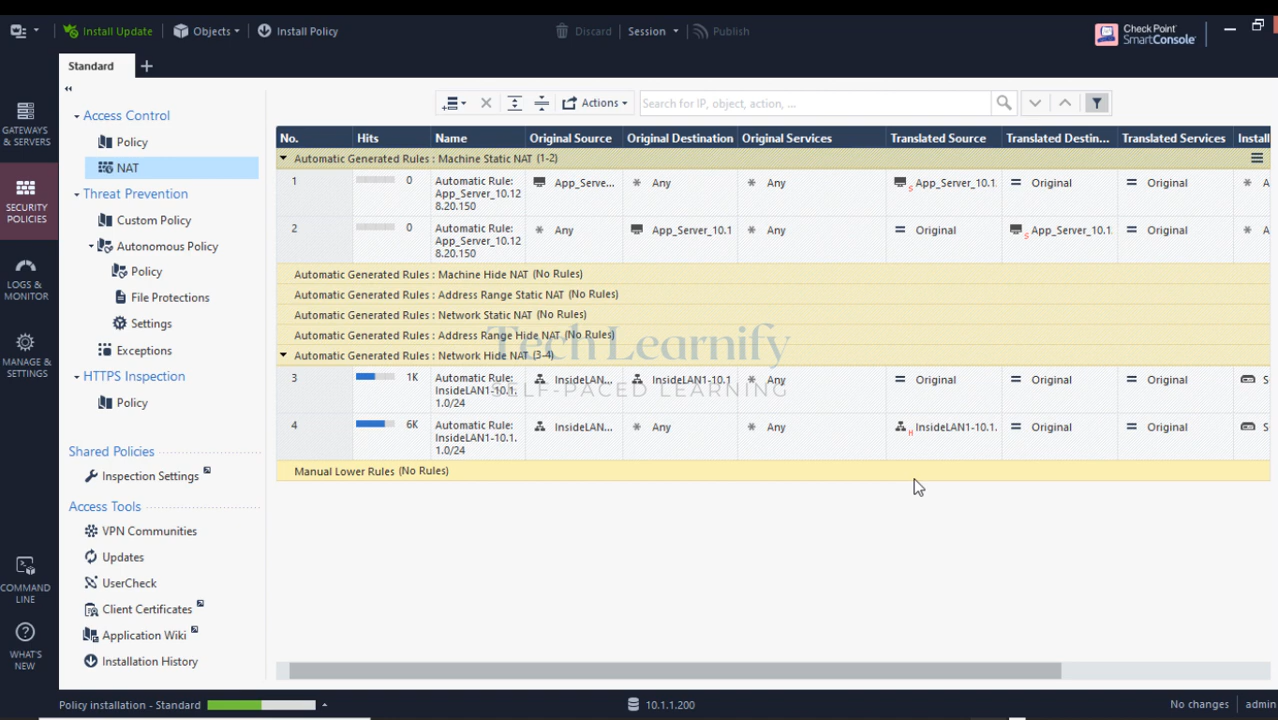 Install Update Objects Install Policy Discard Session Publish Check Point SmartConsole
Standard
Access Control
Policy
NAT
Threat Prevention
Custom Policy
Autonomous Policy
Policy
File Protections
Settings
Exceptions
HTTPS Inspection
Policy
Shared Policies
Inspection Settings
Access Tools
VPN Communities
Updates
UserCheck
Client Certificates
Application Wiki
Installation History
GATEWAYS & SERVERS
SECURITY POLICIES
LOGS & MONITOR
MANAGE & SETTINGS
COMMAND LINE
WHAT'S NEW
Actions Search for IP, object, action, ...
No. Hits Name Original Source Original Destination Original Services Translated Source Translated Destin... Translated Services Install
Automatic Generated Rules : Machine Static NAT (1-2)
1 0 Automatic Rule: App_Serve... * Any * Any App_Server_10.1. = Original = Original * A
App_Server_10.12
8.20.150
2 0 Automatic Rule: * Any App_Server_10.1 * Any = Original App_Server_10.1. = Original * A
App_Server_10.12
8.20.150
Automatic Generated Rules : Machine Hide NAT (No Rules)
Automatic Generated Rules : Address Range Static NAT (No Rules)
Automatic Generated Rules : Network Static NAT (No Rules)
Automatic Generated Rules : Address Range Hide NAT (No Rules)
Automatic Generated Rules : Network Hide NAT (3-4)
3 1K Automatic Rule: InsideLAN... InsideLAN1-10.1 * Any = Original = Original = Original S
InsideLAN1-10.1.
1.0/24
4 6K Automatic Rule: InsideLAN... * Any * Any InsideLAN1-10.1. = Original = Original S
InsideLAN1-10.1.
1.0/24
Manual Lower Rules (No Rules)
Tech Learnify
SELF-PACED LEARNING
Policy installation - Standard 10.1.1.200 No changes admin